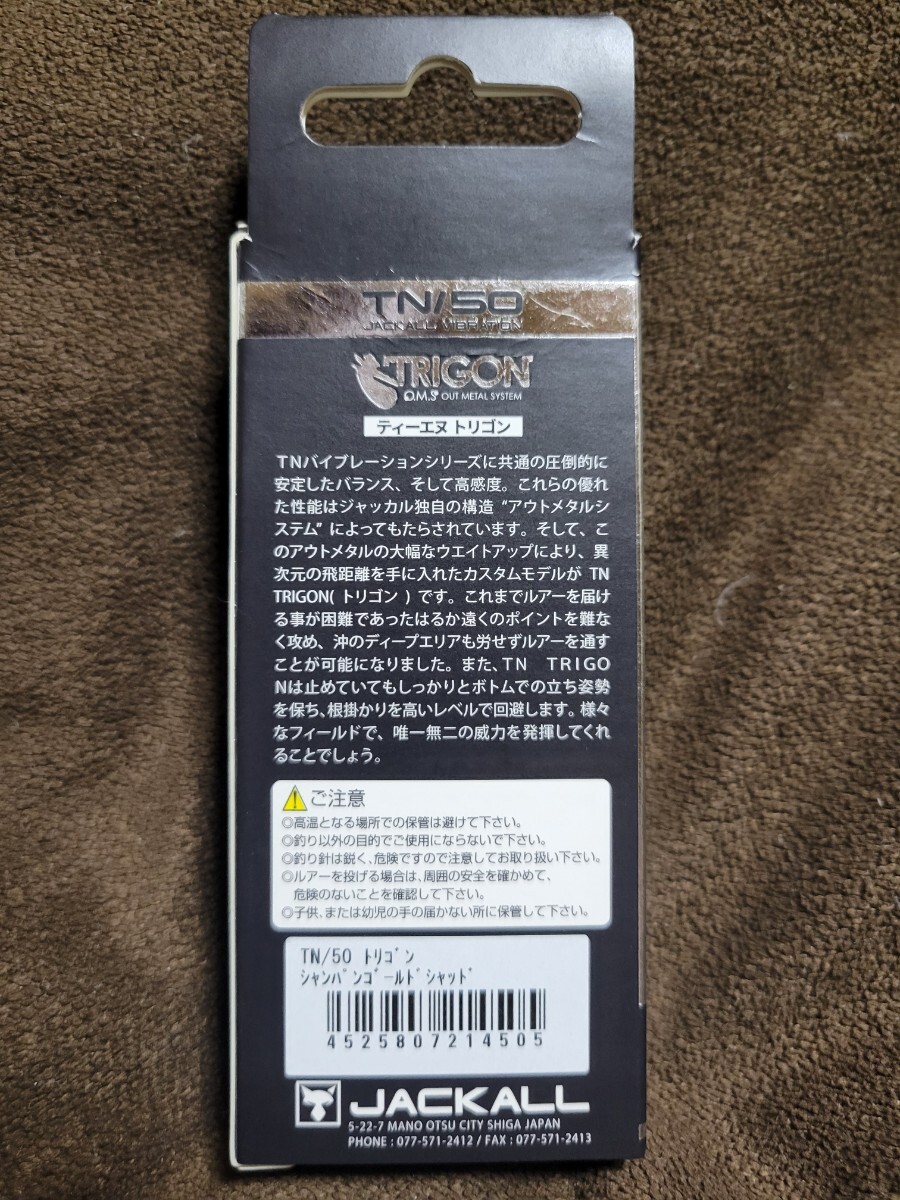 TN/50
JACKALL VIBRATION
TRIGON
O.M.S OUT METAL SYSTEM
ティーエヌ トリゴン
TNバイブレーションシリーズに共通の圧倒的に
安定したバランス、そして高感度。これらの優れ
た性能はジャッカル独自の構造 “アウトメタルシ
ステム” によってもたらされています。そして、こ
のアウトメタルの大幅なウエイトアップにより、異
次元の飛距離を手に入れたカスタムモデルが TN
TRIGON( トリゴン ) です。これまでルアーを届け
る事が困難であったはるか遠くのポイントを難な
く攻め、沖のディープエリアも労せずルアーを通す
ことが可能になりました。また、TN TRIGO
Nは止めていてもしっかりとボトムでの立ち姿勢
を保ち、根掛かりを高いレベルで回避します。様々
なフィールドで、唯一無二の威力を発揮してくれ
ることでしょう。
ご注意
◎高温となる場所での保管は避けて下さい。
◎釣り以外の目的でご使用にならないで下さい。
◎釣り針は鋭く、危険ですので注意してお取り扱い下さい。
◎ルアーを投げる場合は、周囲の安全を確かめて、
危険のないことを確認して下さい。
◎子供、または幼児の手の届かない所に保管して下さい。
TN/50 ﾄﾘｺﾞﾝ
ｼｬﾝﾊﾟﾝｺﾞｰﾙﾄﾞｼｬｯﾄﾞ
4525807214505
JACKALL
5-22-7 MANO OTSU CITY SHIGA JAPAN
PHONE : 077-571-2412 / FAX : 077-571-2413